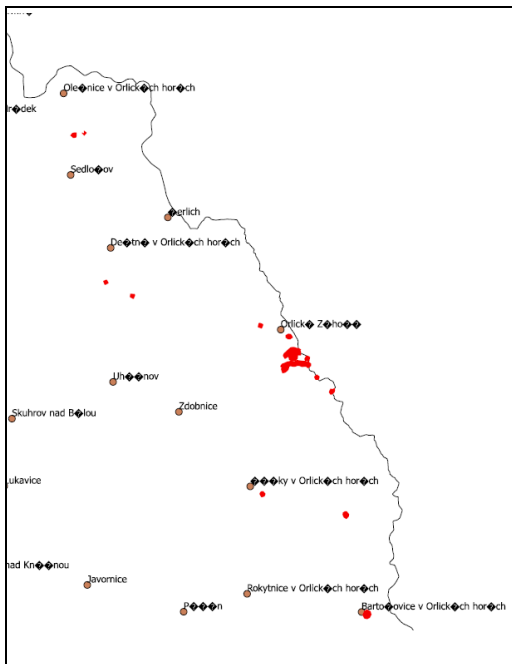 Ole�nice v Orlick�ch hor�ch
r�dek
Sedlo�ov
�erlich
De�tn� v Orlick�ch hor�ch
Orlick� Z�ho��
Uh��nov
Zdobnice
Skuhrov nad B�lou
ukavice
���ky v Orlick�ch hor�ch
nad Kn��nou
Javornice
Rokytnice v Orlick�ch hor�ch
P���n
Barto�ovice v Orlick�ch hor�ch